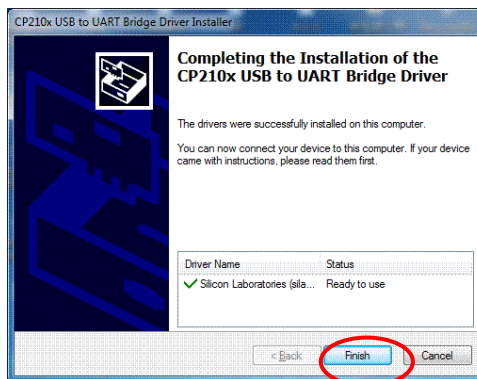 CP210x USB to UART Bridge Driver Installer
Completing the Installation of the
CP210x USB to UART Bridge Driver
The drivers were successfully installed on this computer.
You can now connect your device to this computer. If your device
came with instructions, please read them first.
Driver Name Status
Silicon Laboratories (sila... Ready to use
< Back Finish Cancel